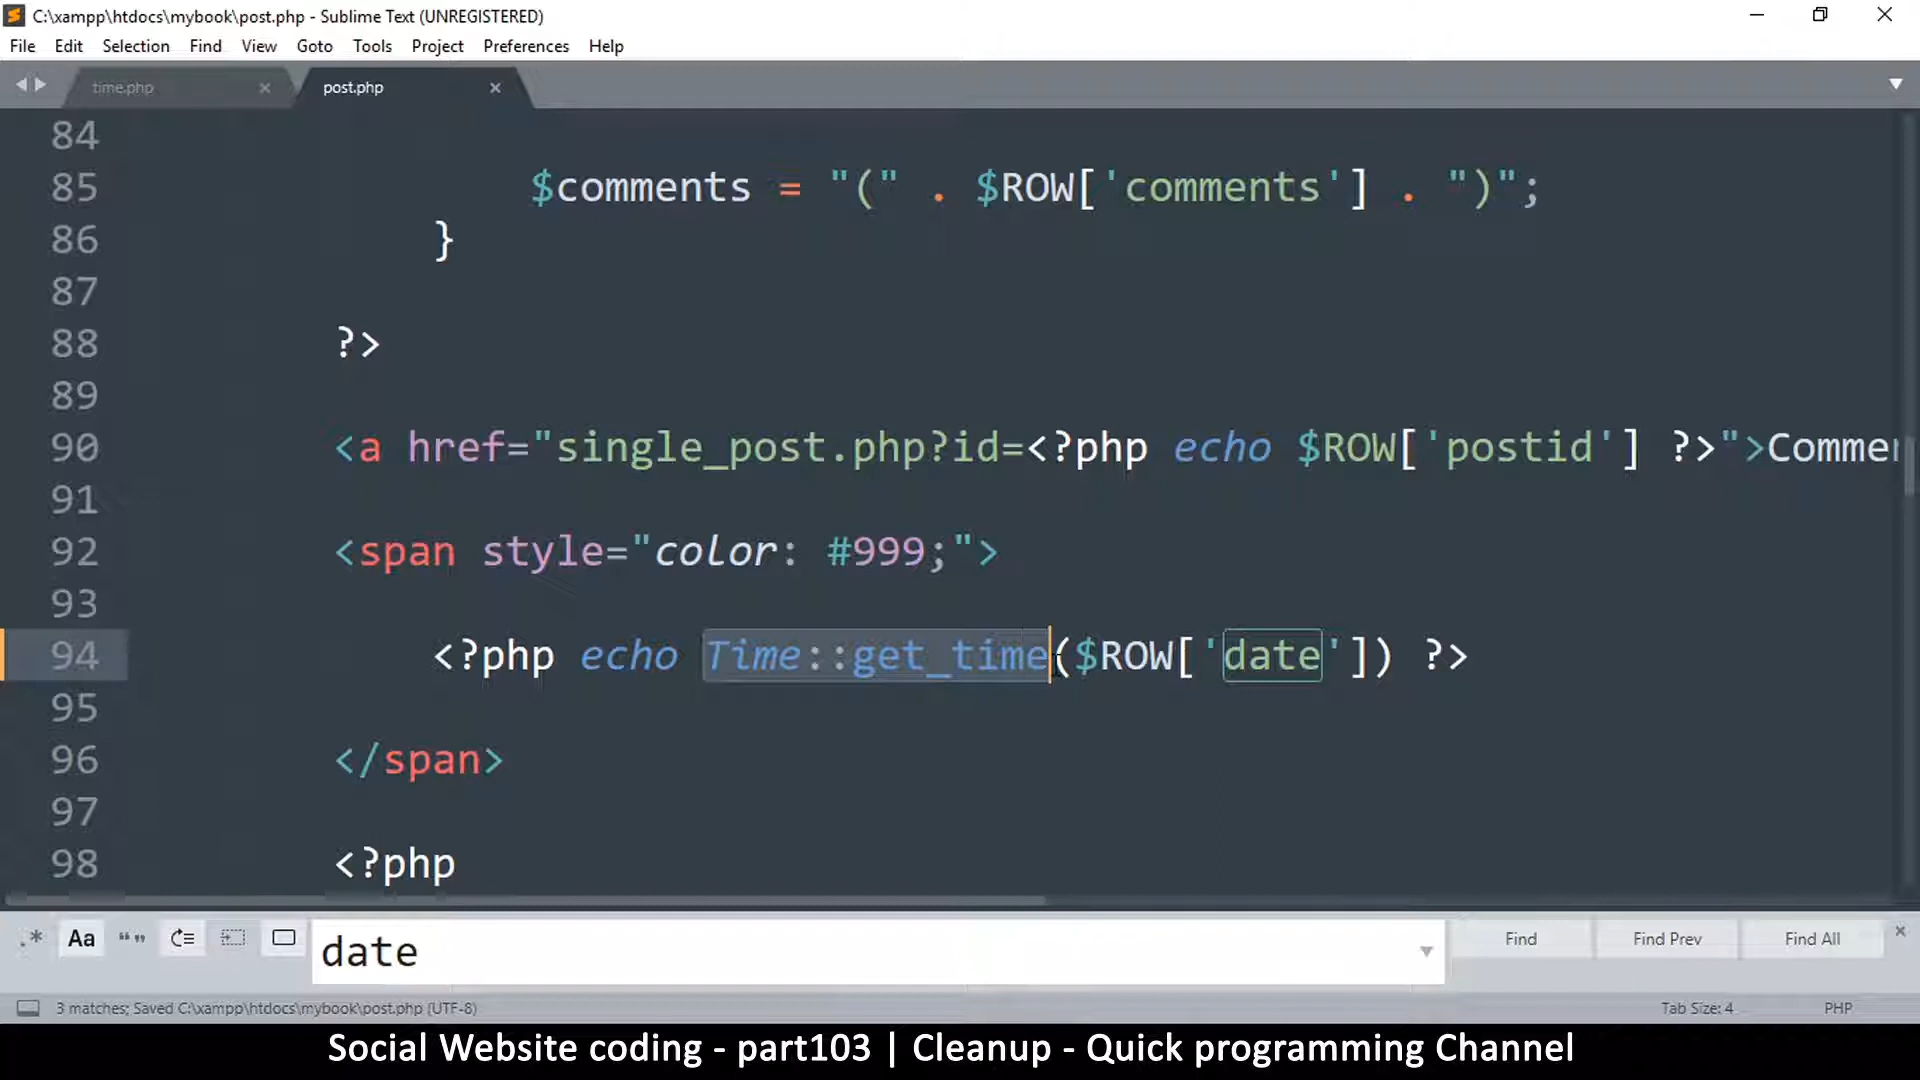 C:\xampp\htdocs\mybook\post.php - Sublime Text (UNREGISTERED)
File Edit Selection Find View Goto Tools Project Preferences Help
time.php post.php
84
85 $comments = "(" . $ROW['comments'] . ")";
86 }
87
88 ?>
89
90 <a href="single_post.php?id=<?php echo $ROW['postid'] ?>">Commen
91
92 <span style="color: #999;">
93
94 <?php echo Time::get_time($ROW['date']) ?>
95
96 </span>
97
98 <?php
.* Aa “” date Find Find Prev Find All
3 matches; Saved C:\xampp\htdocs\mybook\post.php (UTF-8) Tab Size: 4 PHP
Social Website coding - part103 | Cleanup - Quick programming Channel